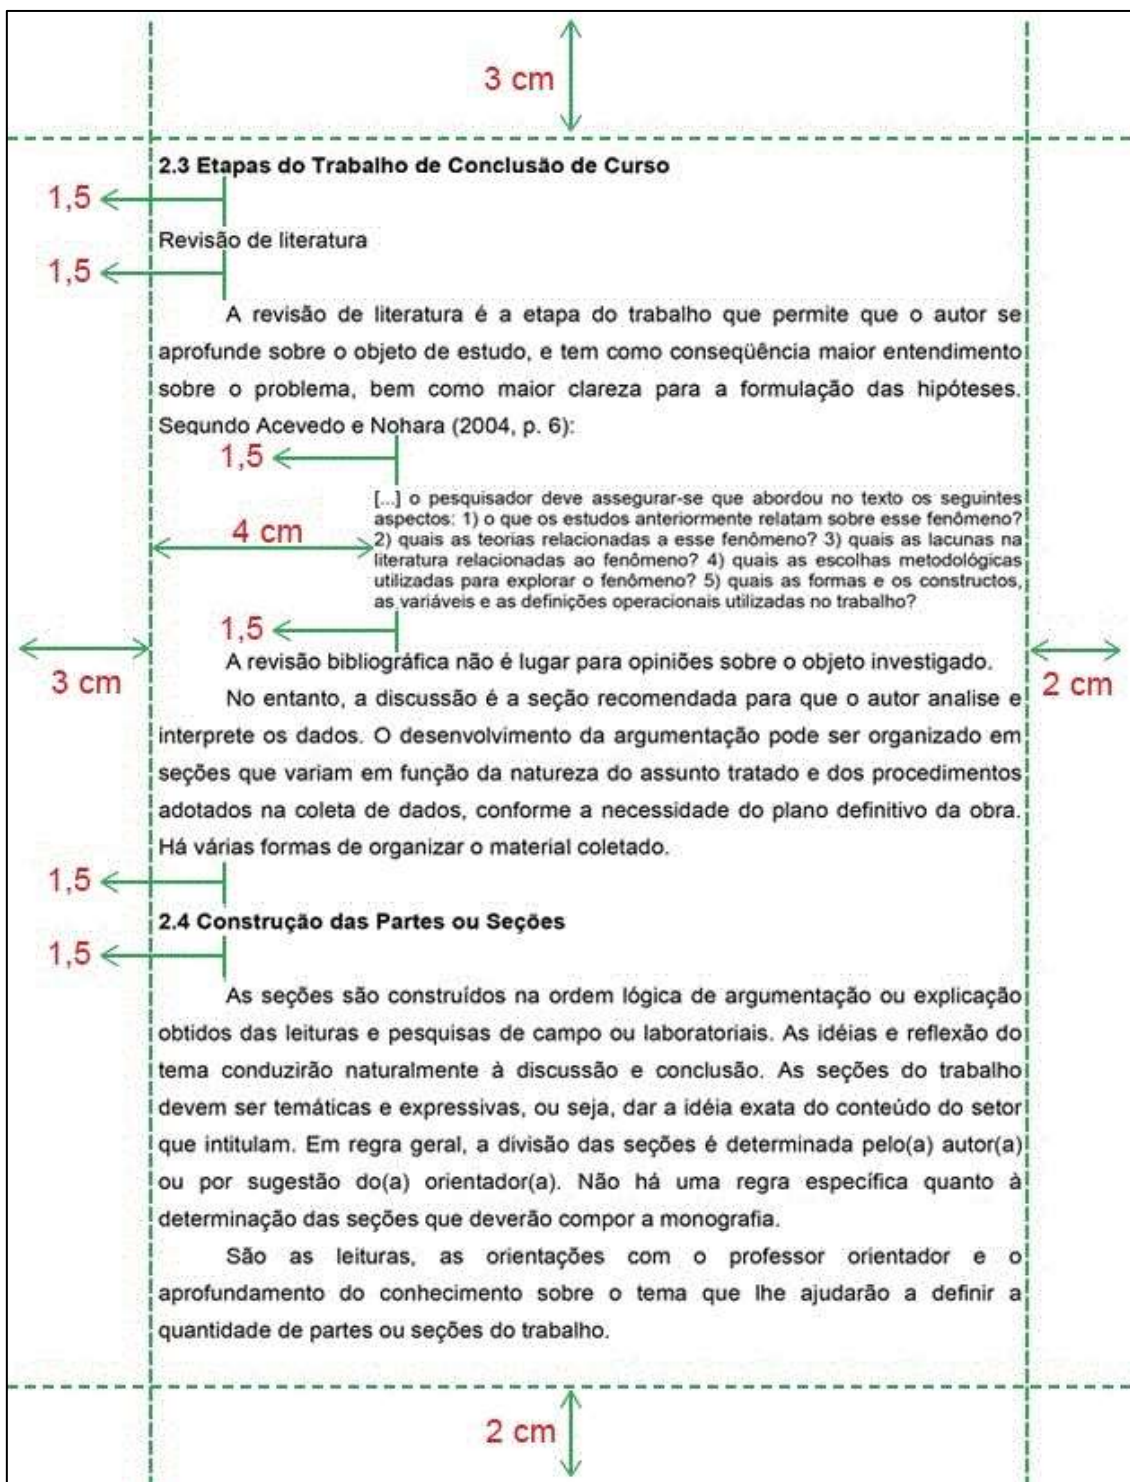 3 cm
2.3 Etapas do Trabalho de Conclusão de Curso
1,5
Revisão de literatura
1,5
A revisão de literatura é a etapa do trabalho que permite que o autor se
aprofunde sobre o objeto de estudo, e tem como conseqüência maior entendimento
sobre o problema, bem como maior clareza para a formulação das hipóteses.
Segundo Acevedo e Nohara (2004, p. 6):
1,5
[...] o pesquisador deve assegurar-se que abordou no texto os seguintes
aspectos: 1) o que os estudos anteriormente relatam sobre esse fenômeno?
4 cm
2) quais as teorias relacionadas a esse fenômeno? 3) quais as lacunas na
literatura relacionadas ao fenômeno? 4) quais as escolhas metodológicas
utilizadas para explorar o fenômeno? 5) quais as formas e os constructos,
as variáveis e as definições operacionais utilizadas no trabalho?
1,5
A revisão bibliográfica não é lugar para opiniões sobre o objeto investigado.
3 cm
2 cm
No entanto, a discussão é a seção recomendada para que o autor analise e
interprete os dados. O desenvolvimento da argumentação pode ser organizado em
seções que variam em função da natureza do assunto tratado e dos procedimentos
adotados na coleta de dados, conforme a necessidade do plano definitivo da obra.
Há várias formas de organizar o material coletado.
1,5
2.4 Construção das Partes ou Seções
1,5
As seções são construídos na ordem lógica de argumentação ou explicação
obtidos das leituras e pesquisas de campo ou laboratoriais. As idéias e reflexão do
tema conduzirão naturalmente à discussão e conclusão. As seções do trabalho
devem ser temáticas e expressivas, ou seja, dar a idéia exata do conteúdo do setor
que intitulam. Em regra geral, a divisão das seções é determinada pelo(a) autor(a)
ou por sugestão do(a) orientador(a). Não há uma regra específica quanto à
determinação das seções que deverão compor a monografia.
São as leituras, as orientações com o professor orientador e o
aprofundamento do conhecimento sobre o tema que lhe ajudarão a definir a
quantidade de partes ou seções do trabalho.
2 cm